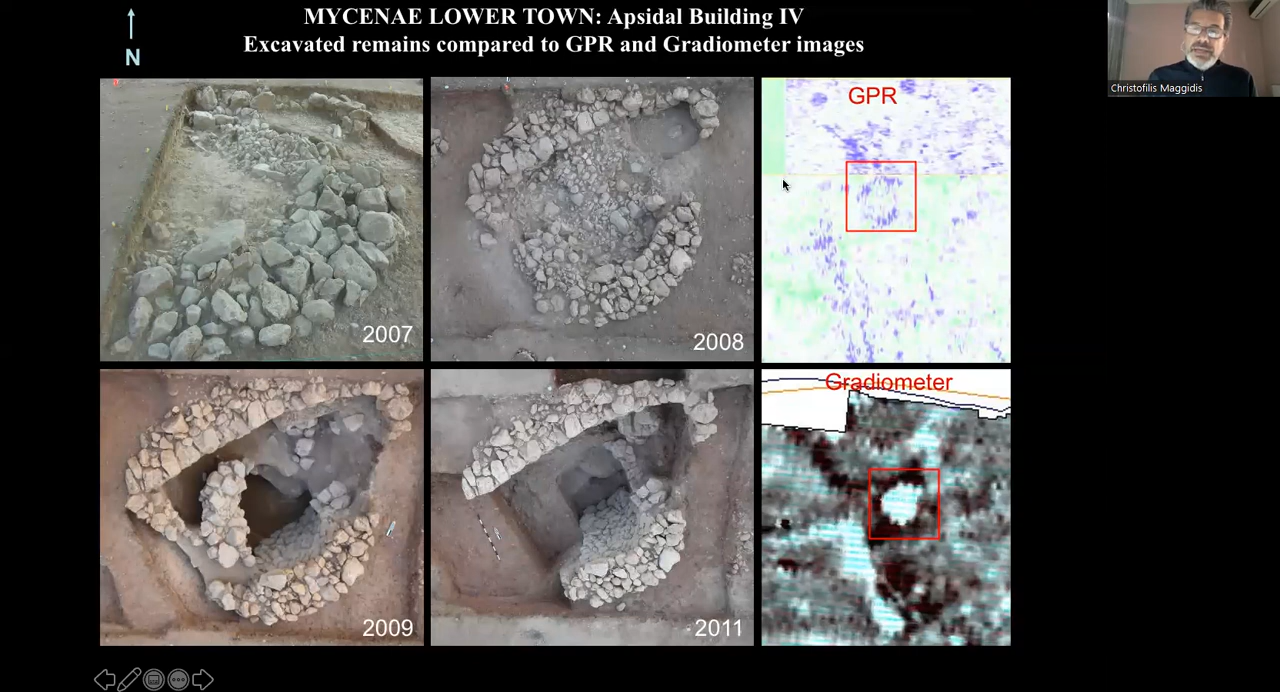 MYCENAE LOWER TOWN: Apsidal Building IV
Excavated remains compared to GPR and Gradiometer images
N
Christofilis Maggidis
2007
2008
GPR
2009
2011
Gradiometer